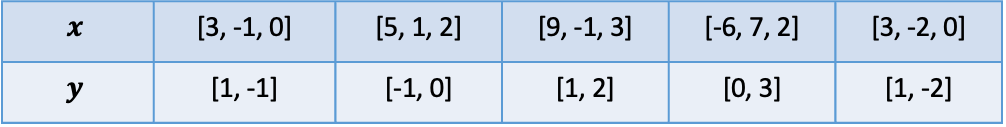 x [3, -1, 0] [5, 1, 2] [9, -1, 3] [-6, 7, 2] [3, -2, 0]
y [1, -1] [-1, 0] [1, 2] [0, 3] [1, -2]